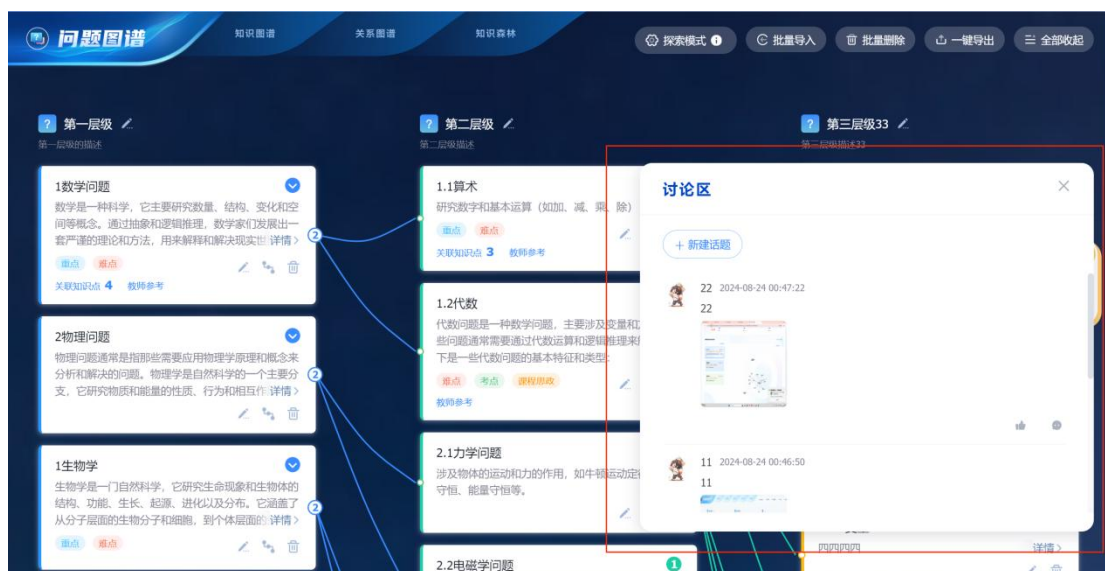 问题图谱
知识图谱
关系图谱
知识森林
探索模式
批量导入
批量删除
一键导出
全部收起
? 第一层级
第一层级的描述
1数学问题
数学是一种科学，它主要研究数量、结构、变化和空
间等概念。通过抽象和逻辑推理，数学家们发展出一
套严谨的理论和方法，用来解释和解决现实世 详情>
2
重点 难点
关联知识点 4 教师参考
2物理问题
物理问题通常是指那些需要应用物理学原理和概念来
分析和解决的问题。物理学是自然科学的一个主要分
支，它研究物质和能量的性质、行为和相互作 详情>
2
1生物学
生物学是一门自然科学，它研究生命现象和生物体的
结构、功能、生长、起源、进化以及分布。它涵盖了
从分子层面的生物分子和细胞，到个体层面的 详情>
2
重点 难点
? 第二层级
第二层级描述
1.1算术
研究数字和基本运算（如加、减、乘、除）
重点 难点
关联知识点 3 教师参考
1.2代数
代数问题是一种数学问题，主要涉及变量和
些问题通常需要通过代数运算和逻辑推理来
下是一些代数问题的基本特征和类型：
难点 考点 课程思政
教师参考
2.1力学问题
涉及物体的运动和力的作用，如牛顿运动定
守恒、能量守恒等。
2.2电磁学问题
1
? 第三层级33
第三层级描述33
讨论区
+ 新建话题
22 2024-08-24 00:47:22
22
11 2024-08-24 00:46:50
11
四四四四
详情>